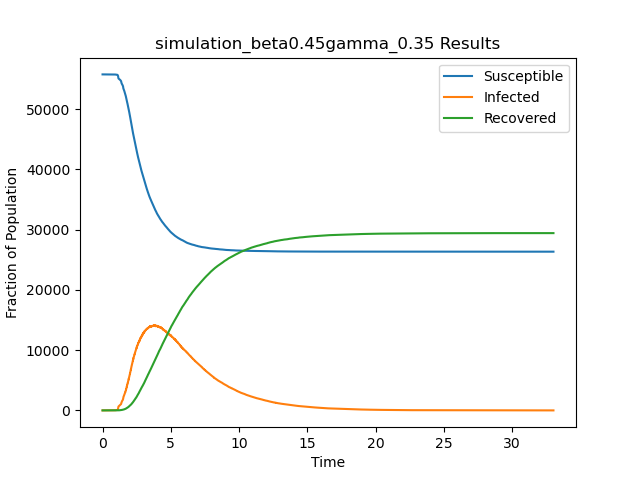 simulation_beta0.45gamma_0.35 Results
Susceptible
Infected
Recovered
Fraction of Population
50000
40000
30000
20000
10000
0
0 5 10 15 20 25 30
Time